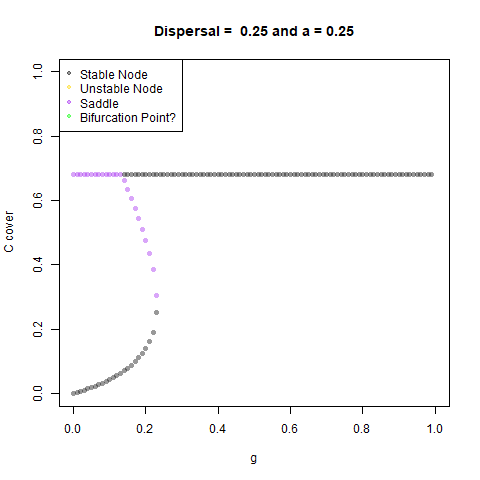 Dispersal =  0.25 and a = 0.25
Stable Node
Unstable Node
Saddle
Bifurcation Point?
C cover
1.0
0.8
0.6
0.4
0.2
0.0
0.0 0.2 0.4 0.6 0.8 1.0
g